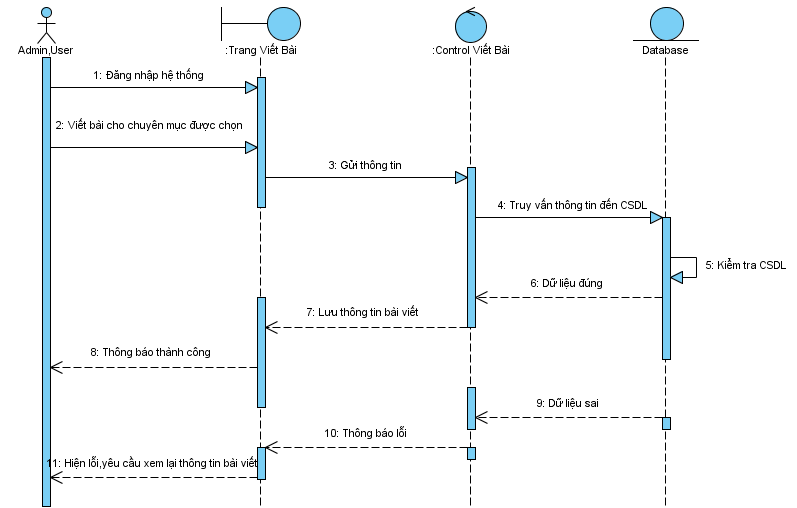 Admin,User
:Trang Viết Bài
:Control Viết Bài
Database
1: Đăng nhập hệ thống
2: Viết bài cho chuyên mục được chọn
3: Gửi thông tin
4: Truy vấn thông tin đến CSDL
5: Kiểm tra CSDL
6: Dữ liệu đúng
7: Lưu thông tin bài viết
8: Thông báo thành công
9: Dữ liệu sai
10: Thông báo lỗi
11: Hiện lỗi,yêu cầu xem lại thông tin bài viết